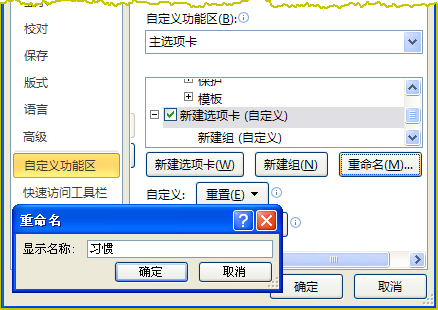 校对
保存
版式
语言
高级
自定义功能区
快速访问工具栏
自定义功能区(B):
主选项卡
保护
模板
新建选项卡 (自定义)
新建组 (自定义)
新建选项卡(W)
新建组(N)
重命名(M)...
自定义:
重置(E)
重命名
显示名称:
习惯
确定
取消
确定
取消